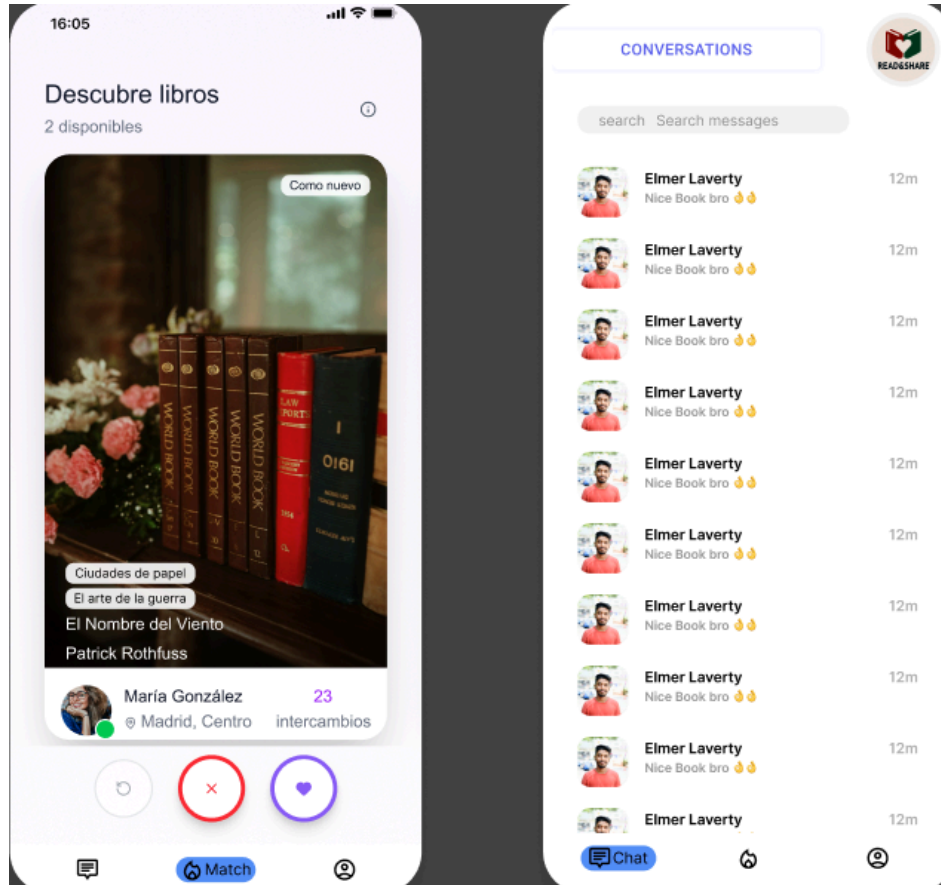 16:05
Descubre libros
2 disponibles
Como nuevo
WORLD BOOK
WORLD BOOK
WORLD BOOK
WORLD BOOK
WORLD BOOK
LAW
I
1910
Ciudades de papel
El arte de la guerra
El Nombre del Viento
Patrick Rothfuss
María González
23
Madrid, Centro
intercambios
Match
CONVERSATIONS
READ&SHARE
search Search messages
Elmer Laverty 12m
Nice Book bro 👌👌
Elmer Laverty 12m
Nice Book bro 👌👌
Elmer Laverty 12m
Nice Book bro 👌👌
Elmer Laverty 12m
Nice Book bro 👌👌
Elmer Laverty 12m
Nice Book bro 👌👌
Elmer Laverty 12m
Nice Book bro 👌👌
Elmer Laverty 12m
Nice Book bro 👌👌
Elmer Laverty 12m
Nice Book bro 👌👌
Elmer Laverty 12m
Nice Book bro 👌👌
Elmer Laverty 12m
Chat